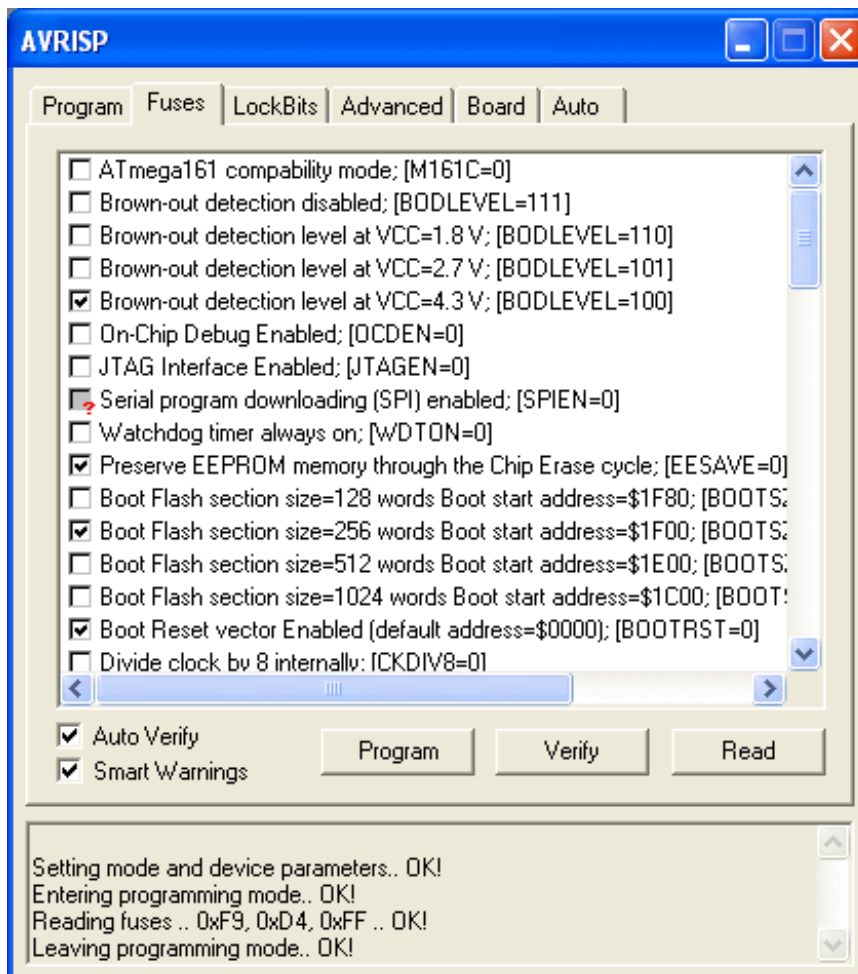 AVRISP
Program Fuses LockBits Advanced Board Auto
ATmega161 compability mode; [M161C=0]
Brown-out detection disabled; [BODLEVEL=111]
Brown-out detection level at VCC=1.8 V; [BODLEVEL=110]
Brown-out detection level at VCC=2.7 V; [BODLEVEL=101]
Brown-out detection level at VCC=4.3 V; [BODLEVEL=100]
On-Chip Debug Enabled; [OCDEN=0]
JTAG Interface Enabled; [JTAGEN=0]
? Serial program downloading (SPI) enabled; [SPIEN=0]
Watchdog timer always on; [WDTON=0]
Preserve EEPROM memory through the Chip Erase cycle; [EESAVE=0]
Boot Flash section size=128 words Boot start address=$1F80; [BOOTSZ
Boot Flash section size=256 words Boot start address=$1F00; [BOOTSZ
Boot Flash section size=512 words Boot start address=$1E00; [BOOTS
Boot Flash section size=1024 words Boot start address=$1C00; [BOOT
Boot Reset vector Enabled (default address=$0000); [BOOTRST=0]
Divide clock by 8 internally; [CKDIV8=0]
Auto Verify
Smart Warnings
Program Verify Read
Setting mode and device parameters.. OK!
Entering programming mode.. OK!
Reading fuses .. 0xF9, 0xD4, 0xFF .. OK!
Leaving programming mode.. OK!